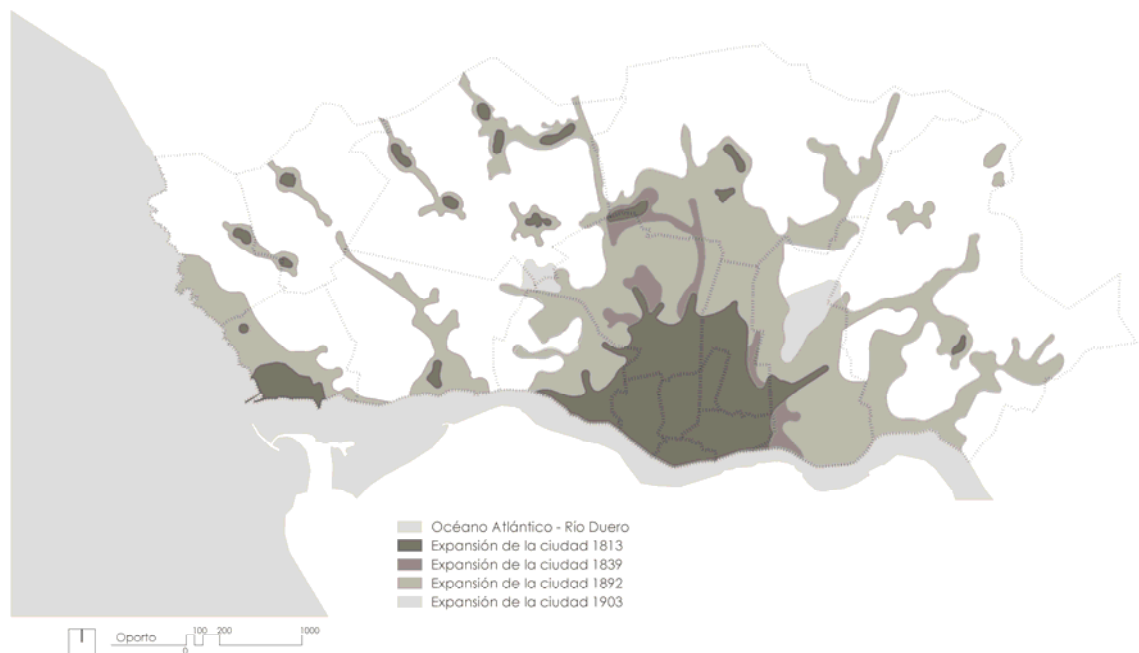 Océano Atlántico - Río Duero
Expansión de la ciudad 1813
Expansión de la ciudad 1839
Expansión de la ciudad 1892
Expansión de la ciudad 1903
Oporto
0 100 200 1000